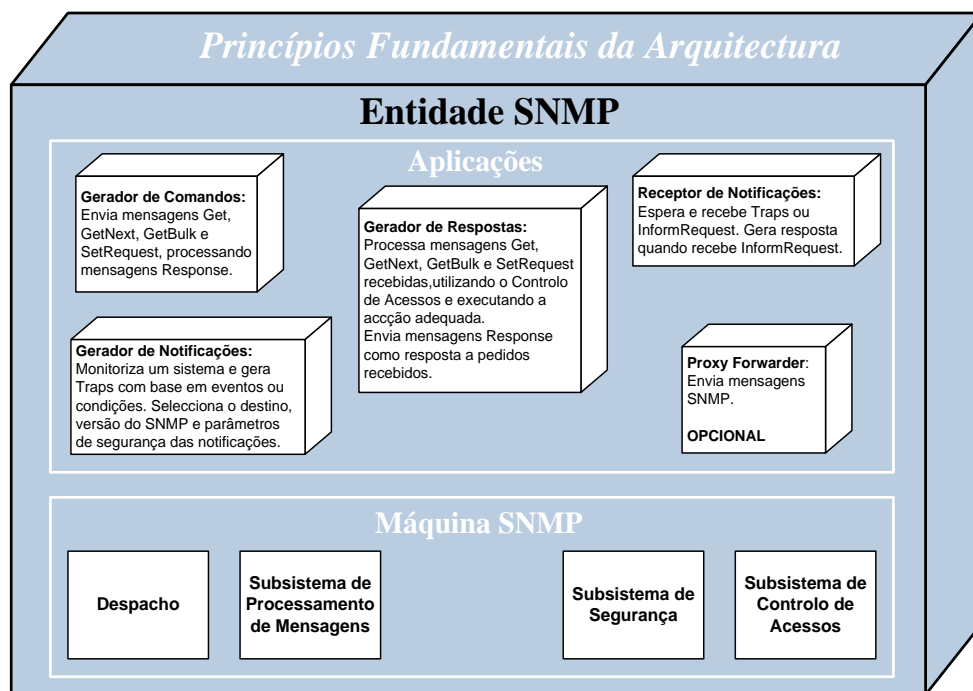 Princípios Fundamentais da Arquitectura
Entidade SNMP
Aplicações
Gerador de Comandos:
Envia mensagens Get,
GetNext, GetBulk e
SetRequest, processando
mensagens Response.
Gerador de Respostas:
Processa mensagens Get,
GetNext, GetBulk e SetRequest
recebidas,utilizando o Controlo
de Acessos e executando a
accção adequada.
Envia mensagens Response
como resposta a pedidos
recebidos.
Receptor de Notificações:
Espera e recebe Traps ou
InformRequest. Gera resposta
quando recebe InformRequest.
Gerador de Notificações:
Monitoriza um sistema e gera
Traps com base em eventos ou
condições. Selecciona o destino,
versão do SNMP e parâmetros
de segurança das notificações.
Proxy Forwarder:
Envia mensagens
SNMP.
OPCIONAL
Máquina SNMP
Despacho
Subsistema de
Processamento
de Mensagens
Subsistema de
Segurança
Subsistema de
Controlo de
Acessos